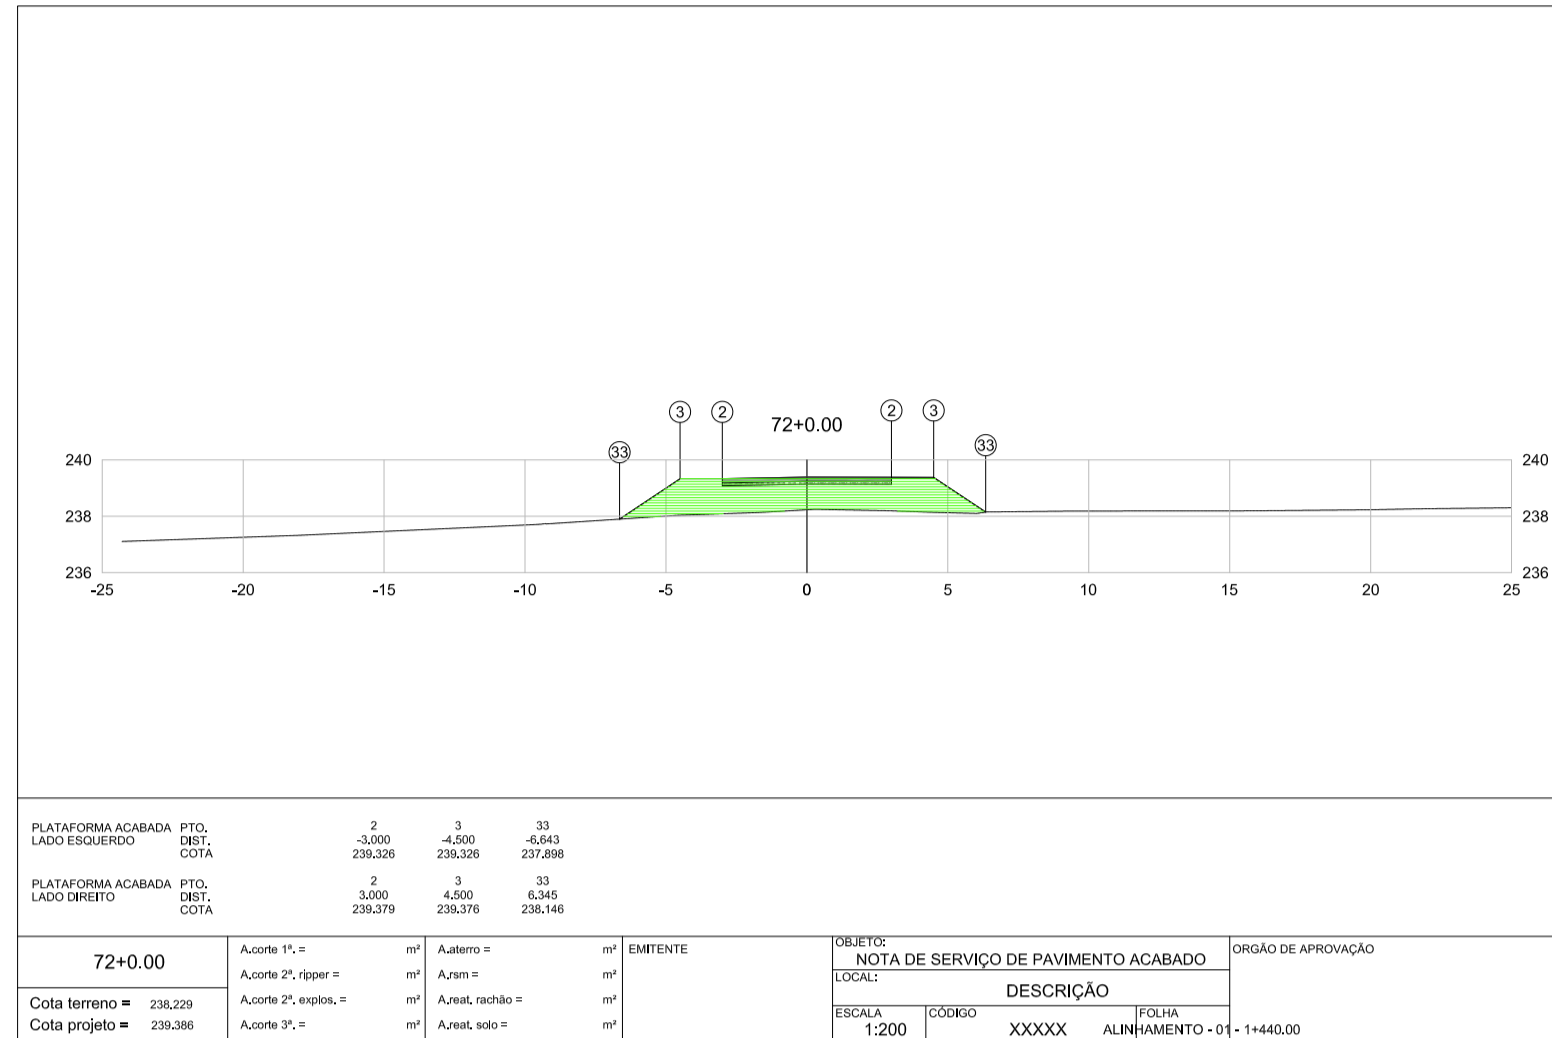 3 2 72+0.00 2 3
33 33
240 240
238 238
236 236
-25 -20 -15 -10 -5 0 5 10 15 20 25
PLATAFORMA ACABADA PTO. 2 3 33
LADO ESQUERDO DIST. -3.000 -4.500 -6.643
COTA 239.326 239.326 237.898
PLATAFORMA ACABADA PTO. 2 3 33
LADO DIREITO DIST. 3.000 4.500 6.345
COTA 239.379 239.376 238.146
72+0.00
Cota terreno = 238.229
Cota projeto = 239.386
A.corte 1ª. = m²
A.corte 2ª. ripper = m²
A.corte 2ª. explos. = m²
A.corte 3ª. = m²
A.aterro = m²
A.rsm = m²
A.reat. rachão = m²
A.reat. solo = m²
EMITENTE
OBJETO:
NOTA DE SERVIÇO DE PAVIMENTO ACABADO
LOCAL:
DESCRIÇÃO
ESCALA
1:200
CÓDIGO
XXXXX
FOLHA
ALINHAMENTO - 01 - 1+440.00
ORGÃO DE APROVAÇÃO